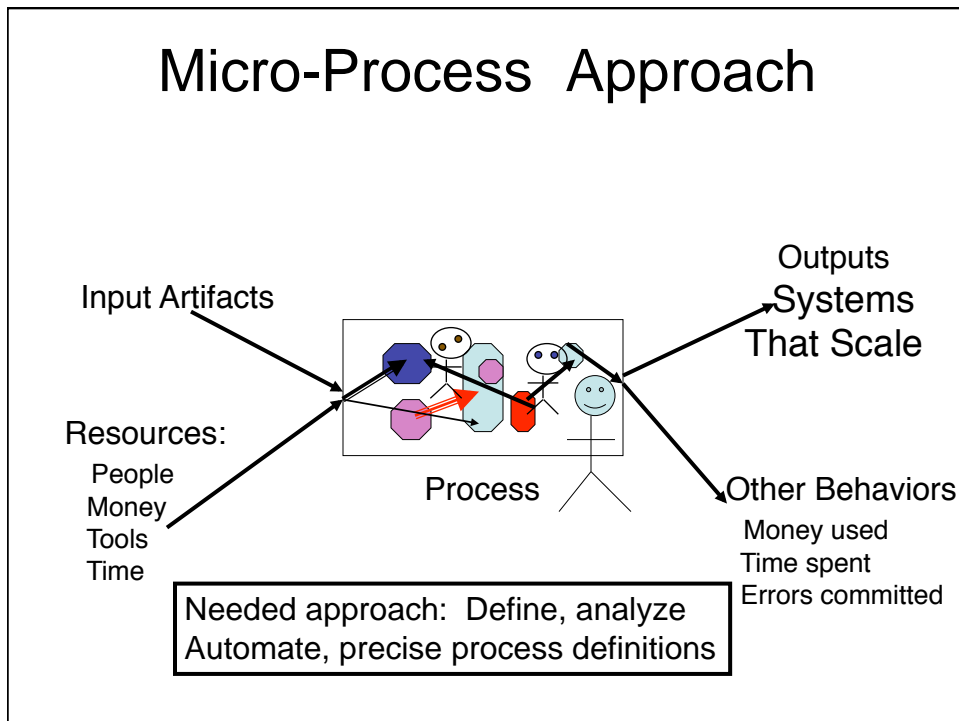 Micro-Process Approach
Input Artifacts
Resources:
People
Money
Tools
Time
Process
Outputs
Systems
That Scale
Other Behaviors
Money used
Time spent
Errors committed
Needed approach: Define, analyze
Automate, precise process definitions